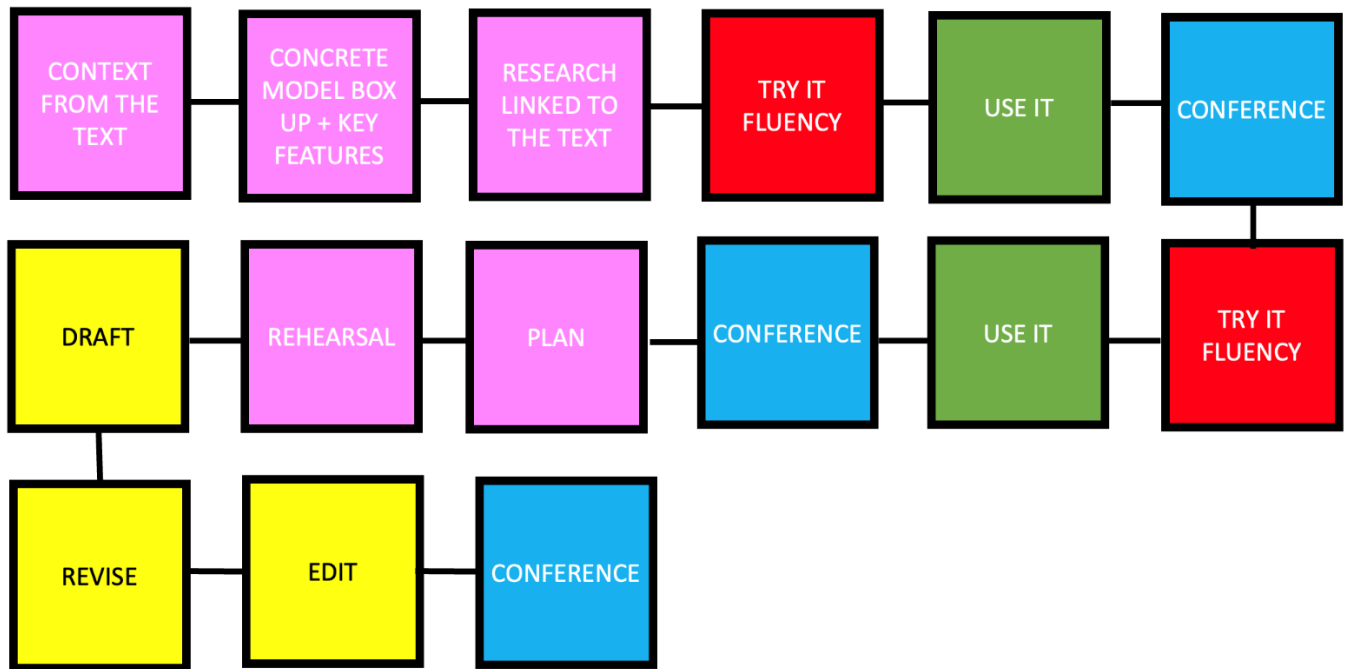 CONTEXT
FROM THE
TEXT
CONCRETE
MODEL BOX
UP + KEY
FEATURES
RESEARCH
LINKED TO
THE TEXT
TRY IT
FLUENCY
USE IT
CONFERENCE
DRAFT
REHEARSAL
PLAN
CONFERENCE
USE IT
TRY IT
FLUENCY
REVISE
EDIT
CONFERENCE